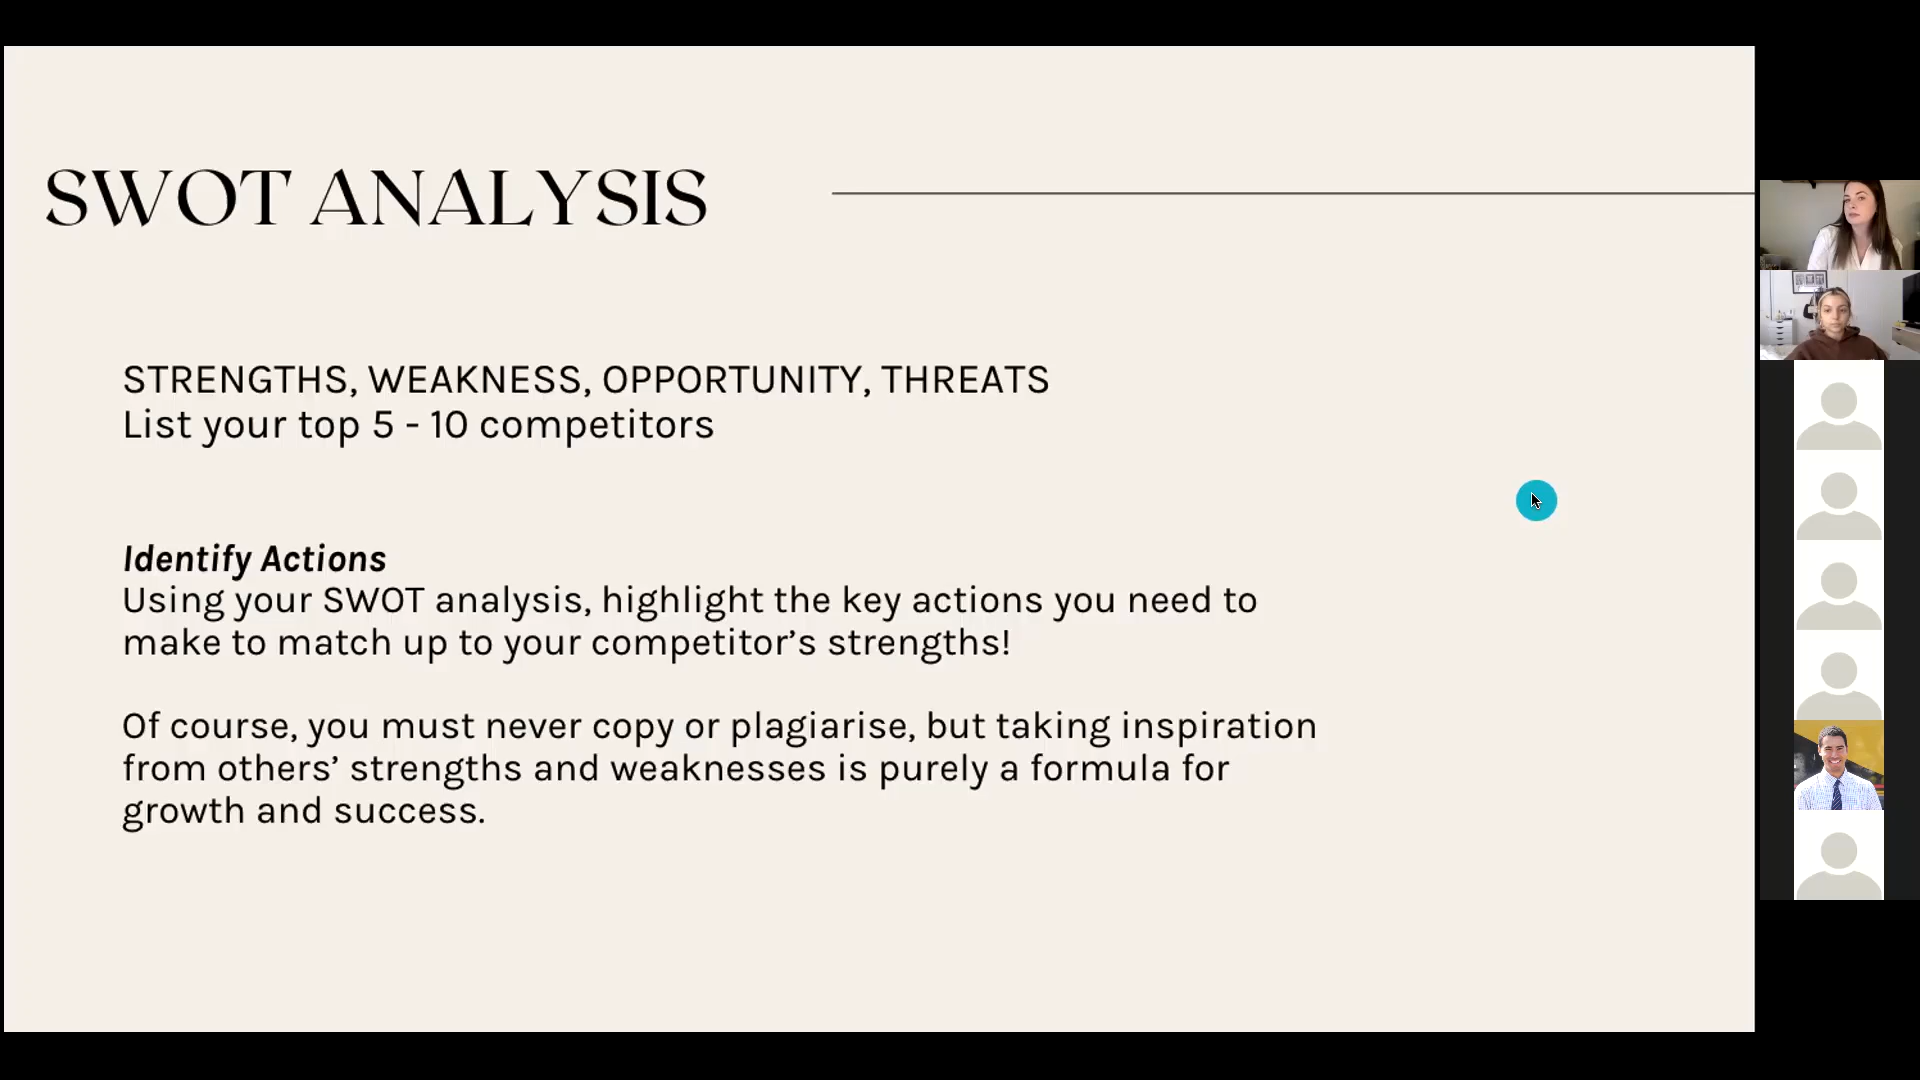 SWOT ANALYSIS
STRENGTHS, WEAKNESS, OPPORTUNITY, THREATS
List your top 5 - 10 competitors
Identify Actions
Using your SWOT analysis, highlight the key actions you need to
make to match up to your competitor’s strengths!
Of course, you must never copy or plagiarise, but taking inspiration
from others’ strengths and weaknesses is purely a formula for
growth and success.